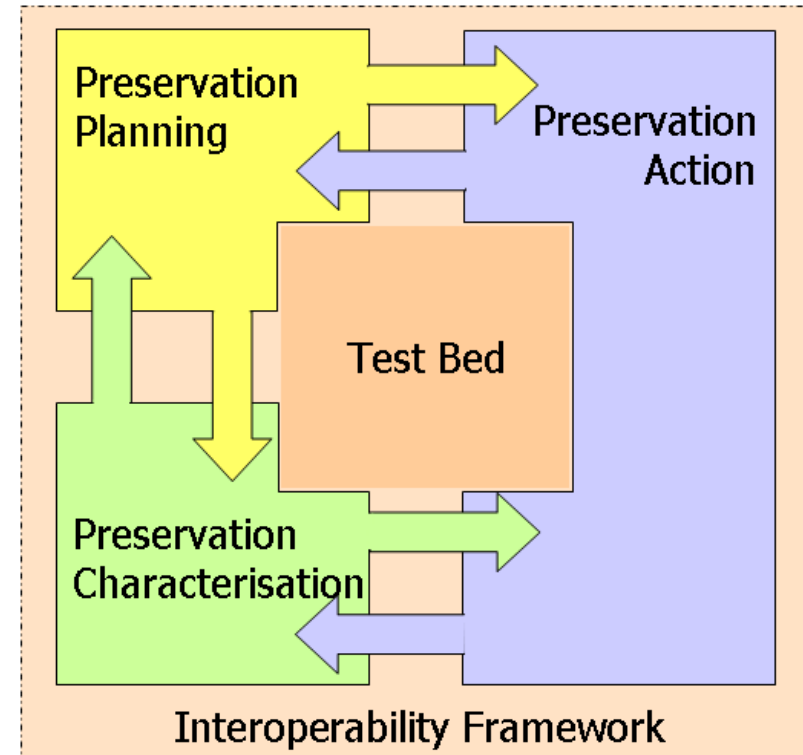 Preservation
Planning
Preservation
Action
Test Bed
Preservation
Characterisation
Interoperability Framework